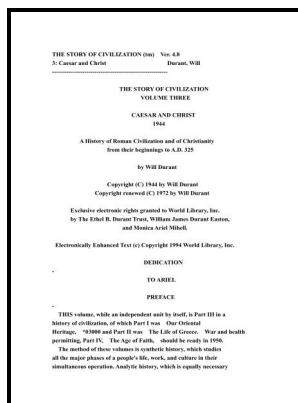 THE STORY OF CIVILIZATION (tm) Ver. 4.8
3: Caesar and Christ Durant, Will
------------------------------------------------------------
THE STORY OF CIVILIZATION
VOLUME THREE
CAESAR AND CHRIST
1944
A History of Roman Civilization and of Christianity
from their beginnings to A.D. 325
by Will Durant
Copyright (C) 1944 by Will Durant
Copyright renewed (C) 1972 by Will Durant
Exclusive electronic rights granted to World Library, Inc.
by The Ethel B. Durant Trust, William James Durant Easton,
and Monica Ariel Mihell.
Electronically Enhanced Text (c) Copyright 1994 World Library, Inc.
DEDICATION
-
TO ARIEL
PREFACE
-
THIS volume, while an independent unit by itself, is Part III in a
history of civilization, of which Part I was Our Oriental
Heritage, *03000 and Part II was The Life of Greece. War and health
permitting, Part IV, The Age of Faith, should be ready in 1950.
The method of these volumes is synthetic history, which studies
all the major phases of a people's life, work, and culture in their
simultaneous operation. Analytic history, which is equally necessary